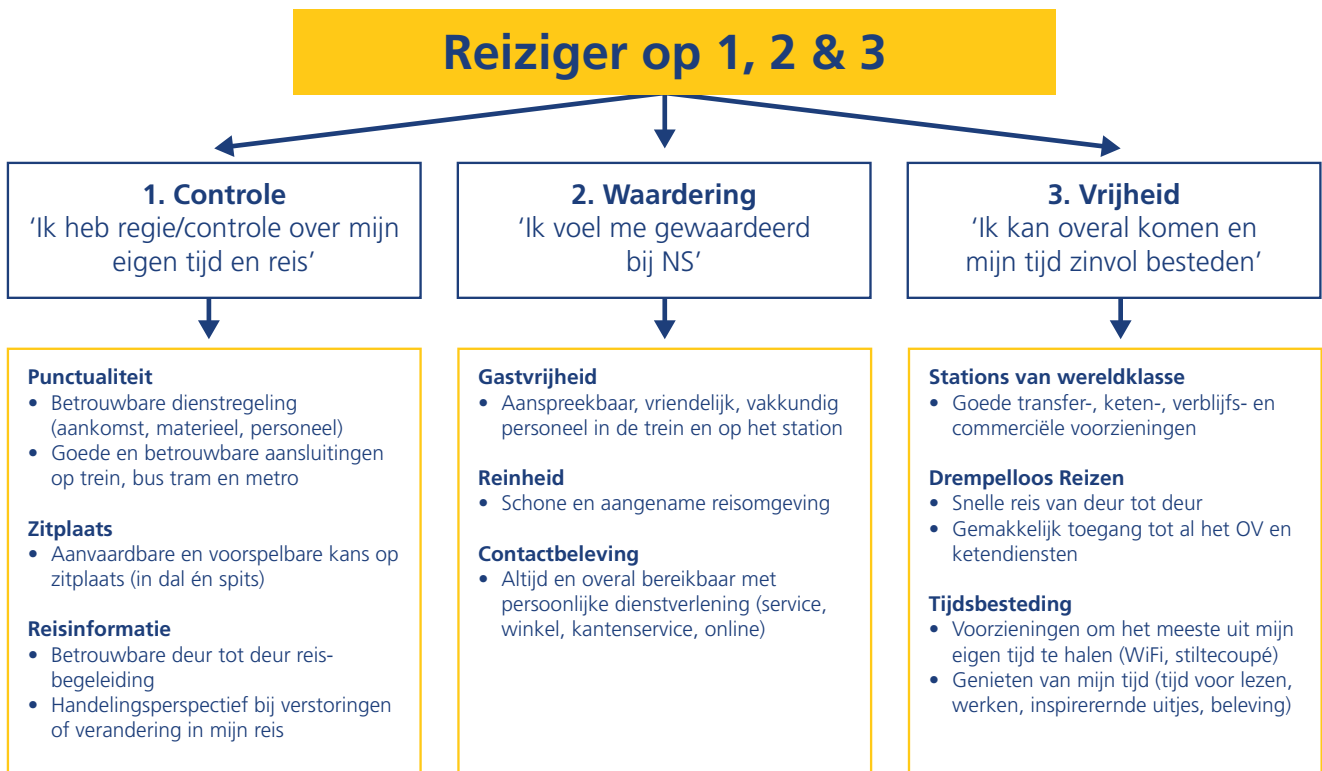 Reiziger op 1, 2 & 3
1. Controle
‘Ik heb regie/controle over mijn
eigen tijd en reis’
2. Waardering
‘Ik voel me gewaardeerd
bij NS’
3. Vrijheid
‘Ik kan overal komen en
mijn tijd zinvol besteden’
Punctualiteit
• Betrouwbare dienstregeling
(aankomst, materieel, personeel)
• Goede en betrouwbare aansluitingen
op trein, bus tram en metro
Zitplaats
• Aanvaardbare en voorspelbare kans op
zitplaats (in dal én spits)
Reisinformatie
• Betrouwbare deur tot deur reis-
begeleiding
• Handelingsperspectief bij verstoringen
of verandering in mijn reis
Gastvrijheid
• Aanspreekbaar, vriendelijk, vakkundig
personeel in de trein en op het station
Reinheid
• Schone en aangename reisomgeving
Contactbeleving
• Altijd en overal bereikbaar met
persoonlijke dienstverlening (service,
winkel, kantenservice, online)
Stations van wereldklasse
• Goede transfer-, keten-, verblijfs- en
commerciële voorzieningen
Drempelloos Reizen
• Snelle reis van deur tot deur
• Gemakkelijk toegang tot al het OV en
ketendiensten
Tijdsbesteding
• Voorzieningen om het meeste uit mijn
eigen tijd te halen (WiFi, stiltecoupé)
• Genieten van mijn tijd (tijd voor lezen,
werken, inspirerernde uitjes, beleving)